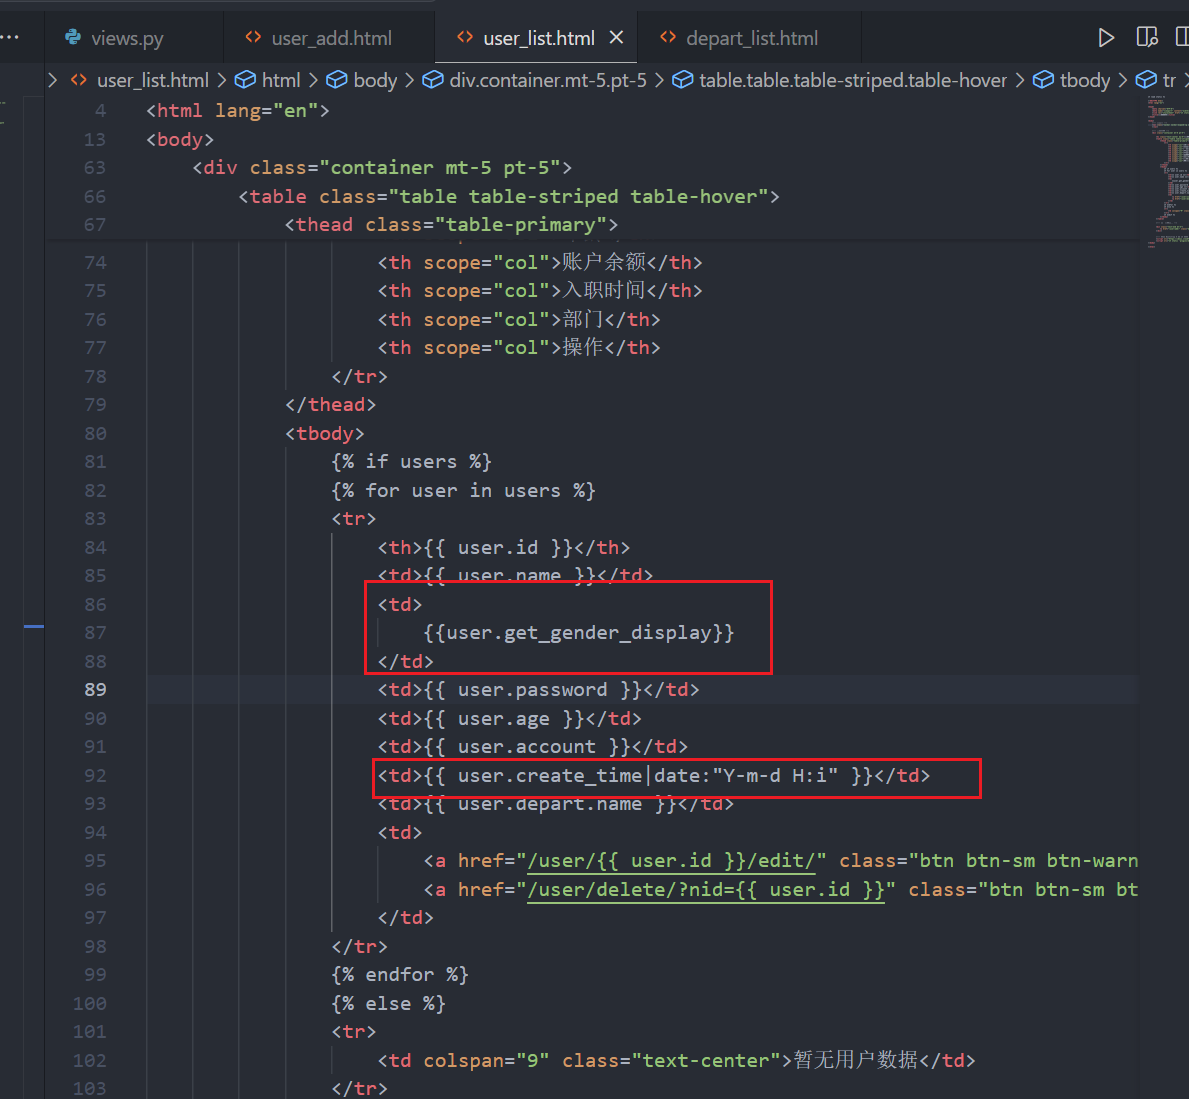 ··· views.py user_add.html user_list.html depart_list.html
user_list.html html body div.container.mt-5.pt-5 table.table.table-striped.table-hover tbody tr
4 <html lang="en">
13 <body>
63 <div class="container mt-5 pt-5">
66 <table class="table table-striped table-hover">
67 <thead class="table-primary">
74 <th scope="col">账户余额</th>
75 <th scope="col">入职时间</th>
76 <th scope="col">部门</th>
77 <th scope="col">操作</th>
78 </tr>
79 </thead>
80 <tbody>
81 {% if users %}
82 {% for user in users %}
83 <tr>
84 <th>{{ user.id }}</th>
85 <td>{{ user.name }}</td>
86 <td>
87 {{user.get_gender_display}}
88 </td>
89 <td>{{ user.password }}</td>
90 <td>{{ user.age }}</td>
91 <td>{{ user.account }}</td>
92 <td>{{ user.create_time|date:"Y-m-d H:i" }}</td>
93 <td>{{ user.depart.name }}</td>
94 <td>
95 <a href="/user/{{ user.id }}/edit/" class="btn btn-sm btn-warn
96 <a href="/user/delete/?nid={{ user.id }}" class="btn btn-sm bt
97 </td>
98 </tr>
99 {% endfor %}
100 {% else %}
101 <tr>
102 <td colspan="9" class="text-center">暂无用户数据</td>
103 </tr>